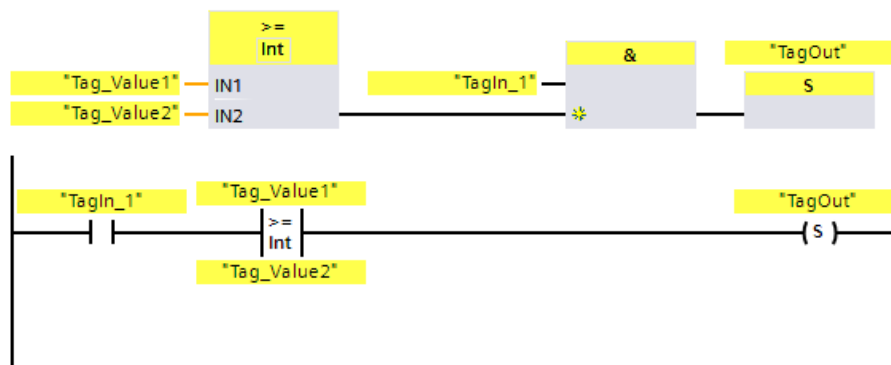 >=
Int
&
"TagOut"
"Tag_Value1"
IN1
"TagIn_1"
S
"Tag_Value2"
IN2
"TagIn_1"
"Tag_Value1"
"TagOut"
>=
Int
S
"Tag_Value2"